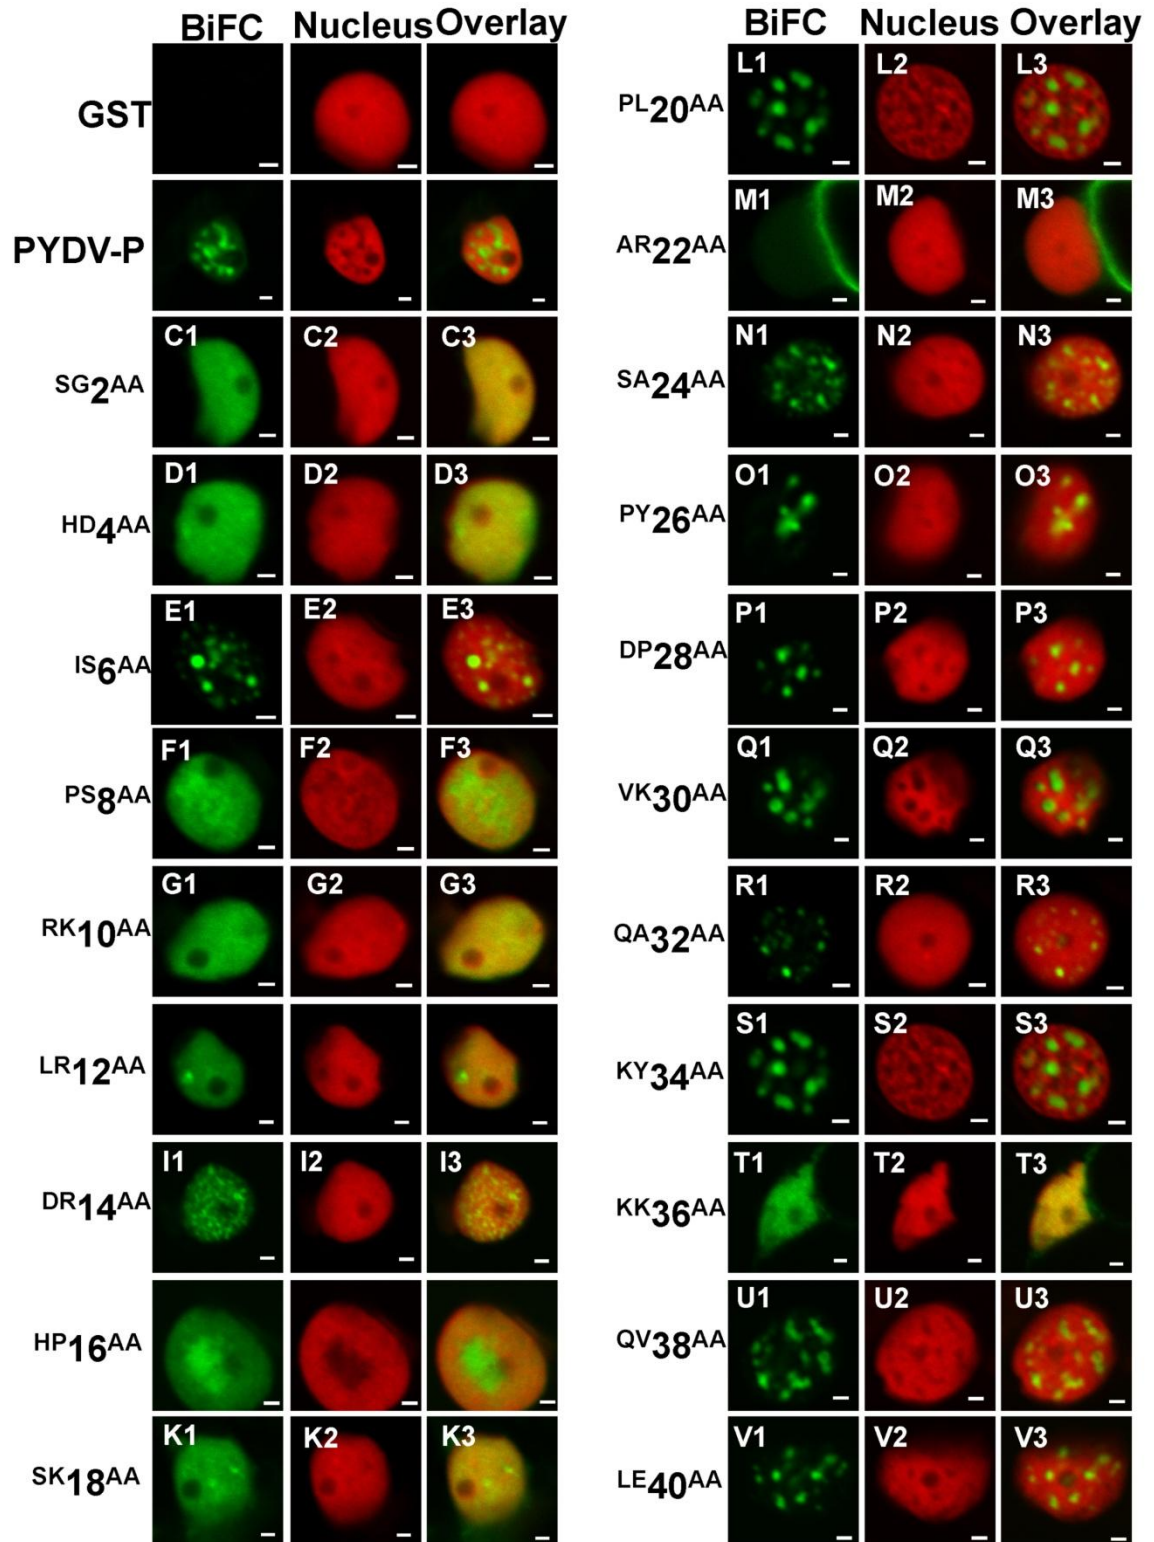 BiFC Nucleus Overlay
GST
PYDV-P
SG2AA C1 C2 C3
HD4AA D1 D2 D3
IS6AA E1 E2 E3
PS8AA F1 F2 F3
RK10AA G1 G2 G3
LR12AA
DR14AA I1 I2 I3
HP16AA
SK18AA K1 K2 K3
BiFC Nucleus Overlay
PL20AA L1 L2 L3
AR22AA M1 M2 M3
SA24AA N1 N2 N3
PY26AA O1 O2 O3
DP28AA P1 P2 P3
VK30AA Q1 Q2 Q3
QA32AA R1 R2 R3
KY34AA S1 S2 S3
KK36AA T1 T2 T3
QV38AA U1 U2 U3
LE40AA V1 V2 V3